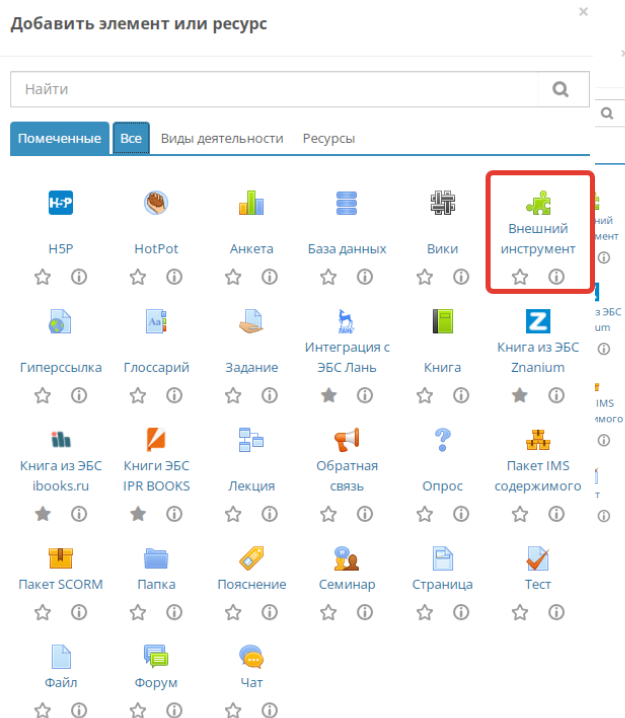 Добавить элемент или ресурс
Найти
Помеченные Все Виды деятельности Ресурсы
H5P HotPot Анкета База данных Вики Внешний
инструмент
Гиперссылка Глоссарий Задание Интеграция с
ЭБС Лань Книга Книга из ЭБС
Znanium
Книга из ЭБС
ibooks.ru Книги ЭБС
IPR BOOKS Лекция Обратная
связь Опрос Пакет IMS
содержимого
Пакет SCORM Папка Пояснение Семинар Страница Тест
Файл Форум Чат